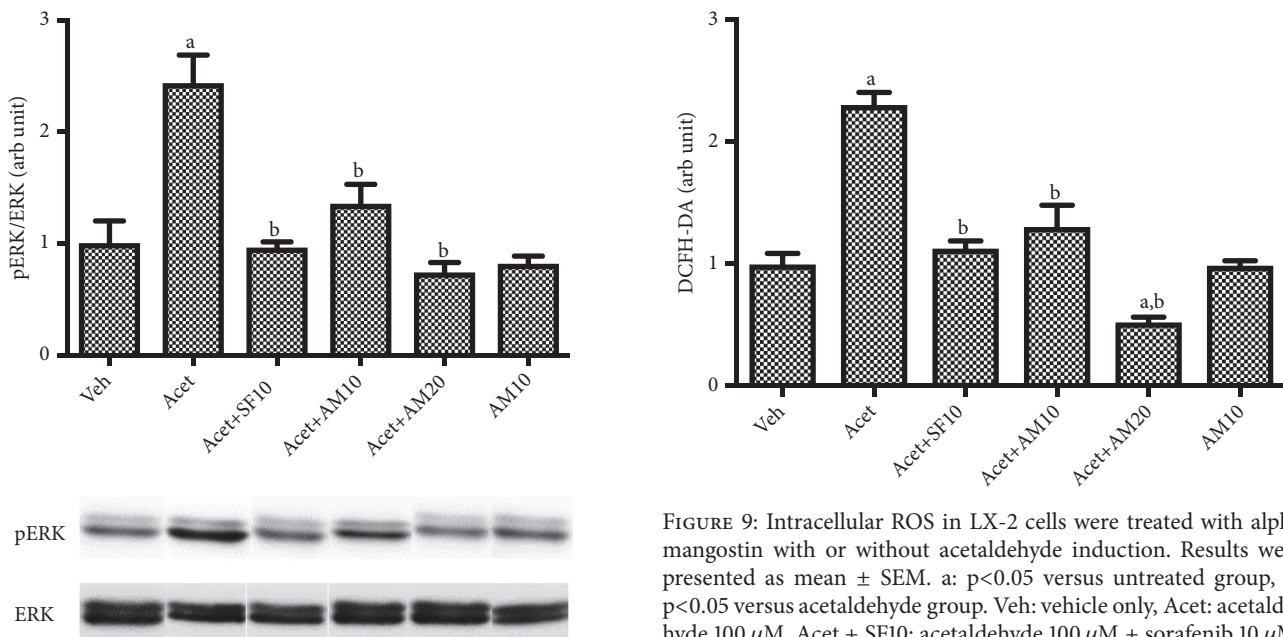 3
2
1
0
pERK/ERK (arb unit)
a
b
b
b
Veh
Acet
Acet+SF10
Acet+AM10
Acet+AM20
AM10
pERK
ERK
3
2
1
0
DCFH-DA (arb unit)
a
b
b
a,b
Veh
Acet
Acet+SF10
Acet+AM10
Acet+AM20
AM10
FIGURE 9: Intracellular ROS in LX-2 cells were treated with alph
mangostin with or without acetaldehyde induction. Results we
presented as mean ± SEM. a: p<0.05 versus untreated group,
p<0.05 versus acetaldehyde group. Veh: vehicle only, Acet: acetald
hyde 100 μM, Acet + SF10: acetaldehyde 100 μM + sorafenib 10 μM